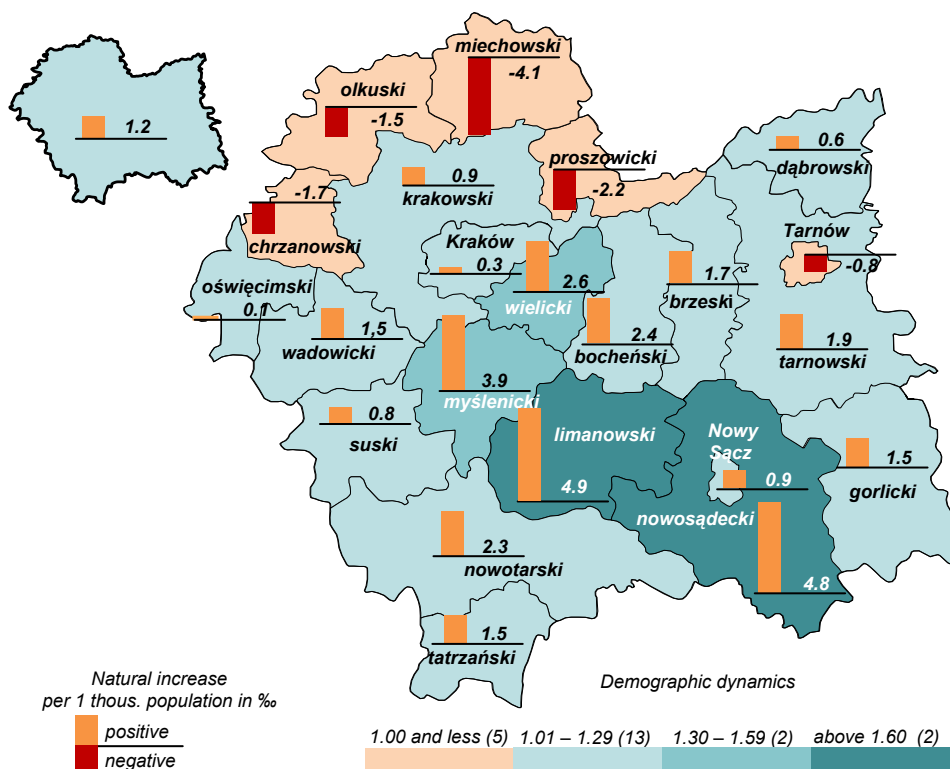 miechowski
-4.1
olkuski
-1.5
1.2
proszowicki
-2.2
0.6
dąbrowski
0.9
krakowski
-1.7
chrzanowski
Tarnów
-0.8
Kraków
0.3
2.6
wielicki
1.7
brzeski
oświęcimski
0.1
1,5
wadowicki
2.4
bocheński
1.9
tarnowski
3.9
myślenicki
0.8
suski
limanowski
4.9
Nowy
Sącz
0.9
1.5
gorlicki
nowosądecki
4.8
2.3
nowotarski
1.5
tatrzański
Natural increase
per 1 thous. population in ‰
positive
negative
Demographic dynamics
1.00 and less (5)
1.01 – 1.29 (13)
1.30 – 1.59 (2)
above 1.60 (2)